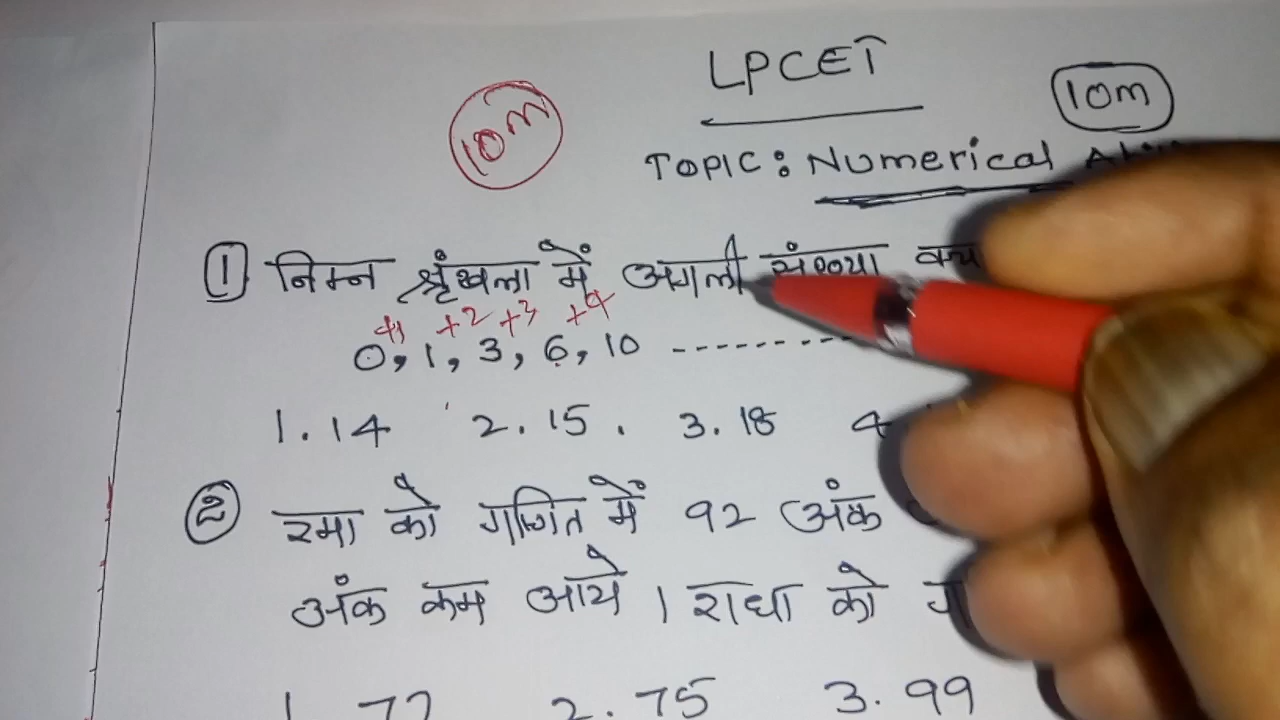 LPCET
10m
10m
TOPIC: Numerical
① निम्न श्रृंखला में अगली संख्या
+1 +2 +3 +4
0, 1, 3, 6, 10 --------
1. 14 2. 15. 3. 18 4
② रमा को गणित में 92 अंक
अंक कम आये । राधा को
1. 77 2. 75 3. 99